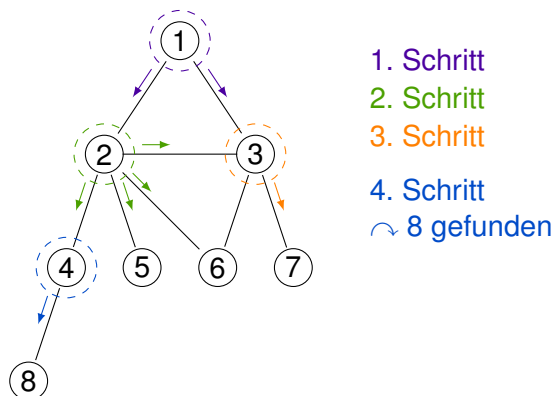 1
1. Schritt
2. Schritt
3. Schritt
2
3
4. Schritt
↷ 8 gefunden
4
5
6
7
8